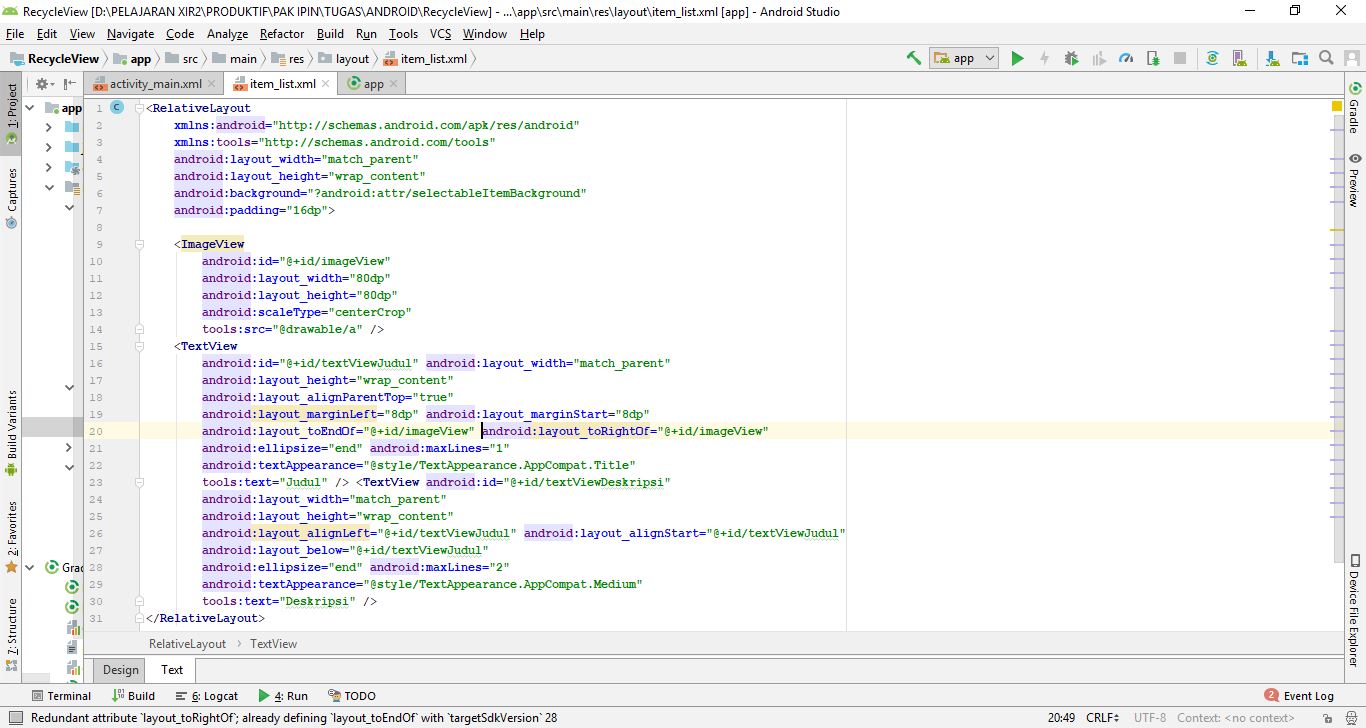 RecycleView [D:\PELAJARAN XIR2\PRODUKTIF\PAK IPIN\TUGAS\ANDROID\RecycleView] - ...\app\src\main\res\layout\item_list.xml [app] - Android Studio
File Edit View Navigate Code Analyze Refactor Build Run Tools VCS Window Help
RecycleView app src main res layout item_list.xml app
activity_main.xml item_list.xml app
1: Project
Captures
Build Variants
2: Favorites
7: Structure
app
Grad
1 C <RelativeLayout
2 xmlns:android="http://schemas.android.com/apk/res/android"
3 xmlns:tools="http://schemas.android.com/tools"
4 android:layout_width="match_parent"
5 android:layout_height="wrap_content"
6 android:background="?android:attr/selectableItemBackground"
7 android:padding="16dp">
8
9 <ImageView
10 android:id="@+id/imageView"
11 android:layout_width="80dp"
12 android:layout_height="80dp"
13 android:scaleType="centerCrop"
14 tools:src="@drawable/a" />
15 <TextView
16 android:id="@+id/textViewJudul" android:layout_width="match_parent"
17 android:layout_height="wrap_content"
18 android:layout_alignParentTop="true"
19 android:layout_marginLeft="8dp" android:layout_marginStart="8dp"
20 android:layout_toEndOf="@+id/imageView" android:layout_toRightOf="@+id/imageView"
21 android:ellipsize="end" android:maxLines="1"
22 android:textAppearance="@style/TextAppearance.AppCompat.Title"
23 tools:text="Judul" /> <TextView android:id="@+id/textViewDeskripsi"
24 android:layout_width="match_parent"
25 android:layout_height="wrap_content"
26 android:layout_alignLeft="@+id/textViewJudul" android:layout_alignStart="@+id/textViewJudul"
27 android:layout_below="@+id/textViewJudul"
28 android:ellipsize="end" android:maxLines="2"
29 android:textAppearance="@style/TextAppearance.AppCompat.Medium"
30 tools:text="Deskripsi" />
31 </RelativeLayout>
Gradle
Preview
Device File Explorer
RelativeLayout TextView
Design Text
Terminal Build 6: Logcat 4: Run TODO 2 Event Log
Redundant attribute `layout_toRightOf`; already defining `layout_toEndOf` with `targetSdkVersion` 28 20:49 CRLF UTF-8 Context: <no context>